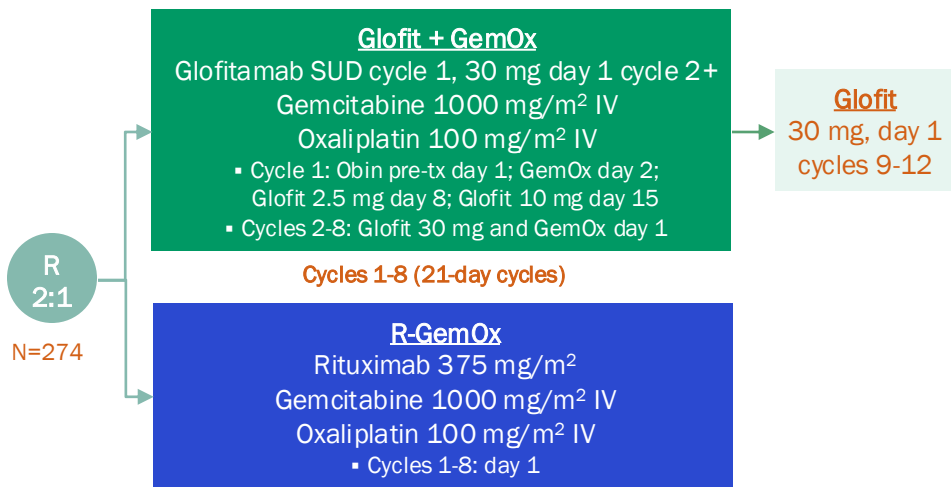 Glofit + GemOx
Glofitamab SUD cycle 1, 30 mg day 1 cycle 2+
Gemcitabine 1000 mg/m² IV
Oxaliplatin 100 mg/m² IV
▪ Cycle 1: Obin pre-tx day 1; GemOx day 2;
Glofit 2.5 mg day 8; Glofit 10 mg day 15
▪ Cycles 2-8: Glofit 30 mg and GemOx day 1
Glofit
30 mg, day 1
cycles 9-12
R
2:1
N=274
Cycles 1-8 (21-day cycles)
R-GemOx
Rituximab 375 mg/m²
Gemcitabine 1000 mg/m² IV
Oxaliplatin 100 mg/m² IV
▪ Cycles 1-8: day 1